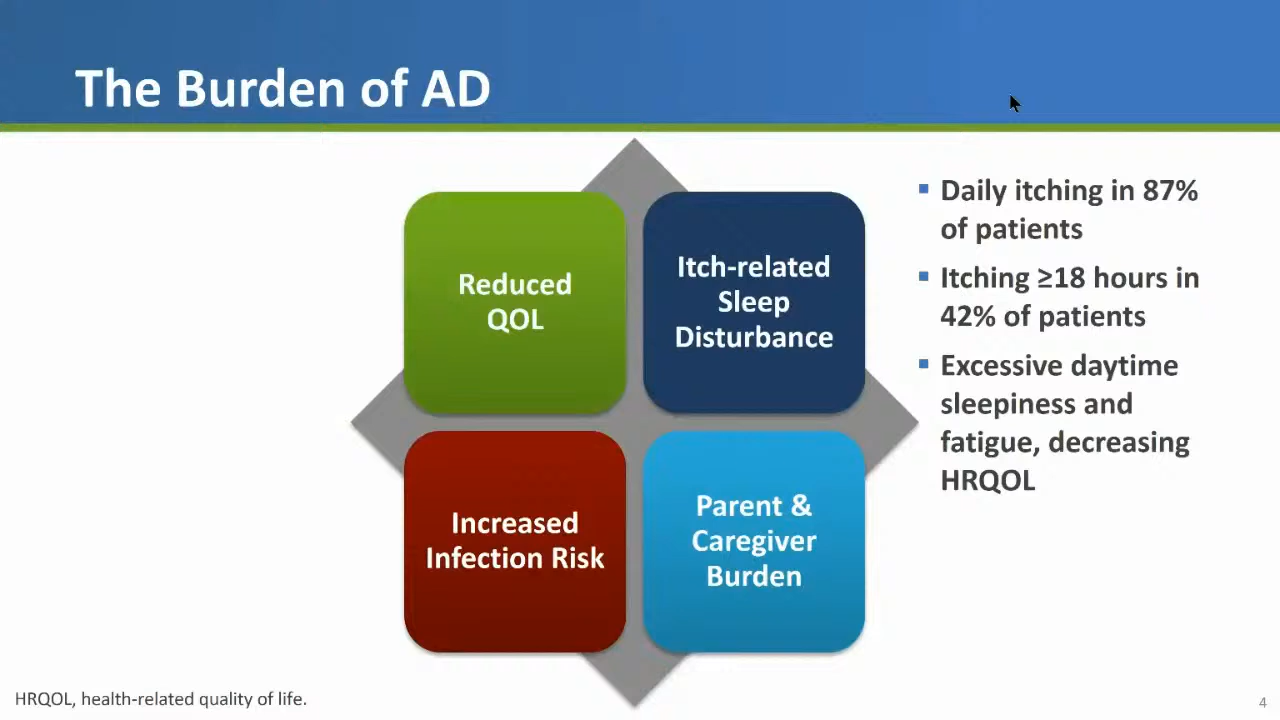 The Burden of AD
Reduced
QOL
Itch-related
Sleep
Disturbance
Increased
Infection Risk
Parent &
Caregiver
Burden
▪ Daily itching in 87%
of patients
▪ Itching ≥18 hours in
42% of patients
▪ Excessive daytime
sleepiness and
fatigue, decreasing
HRQOL
HRQOL, health-related quality of life.
4